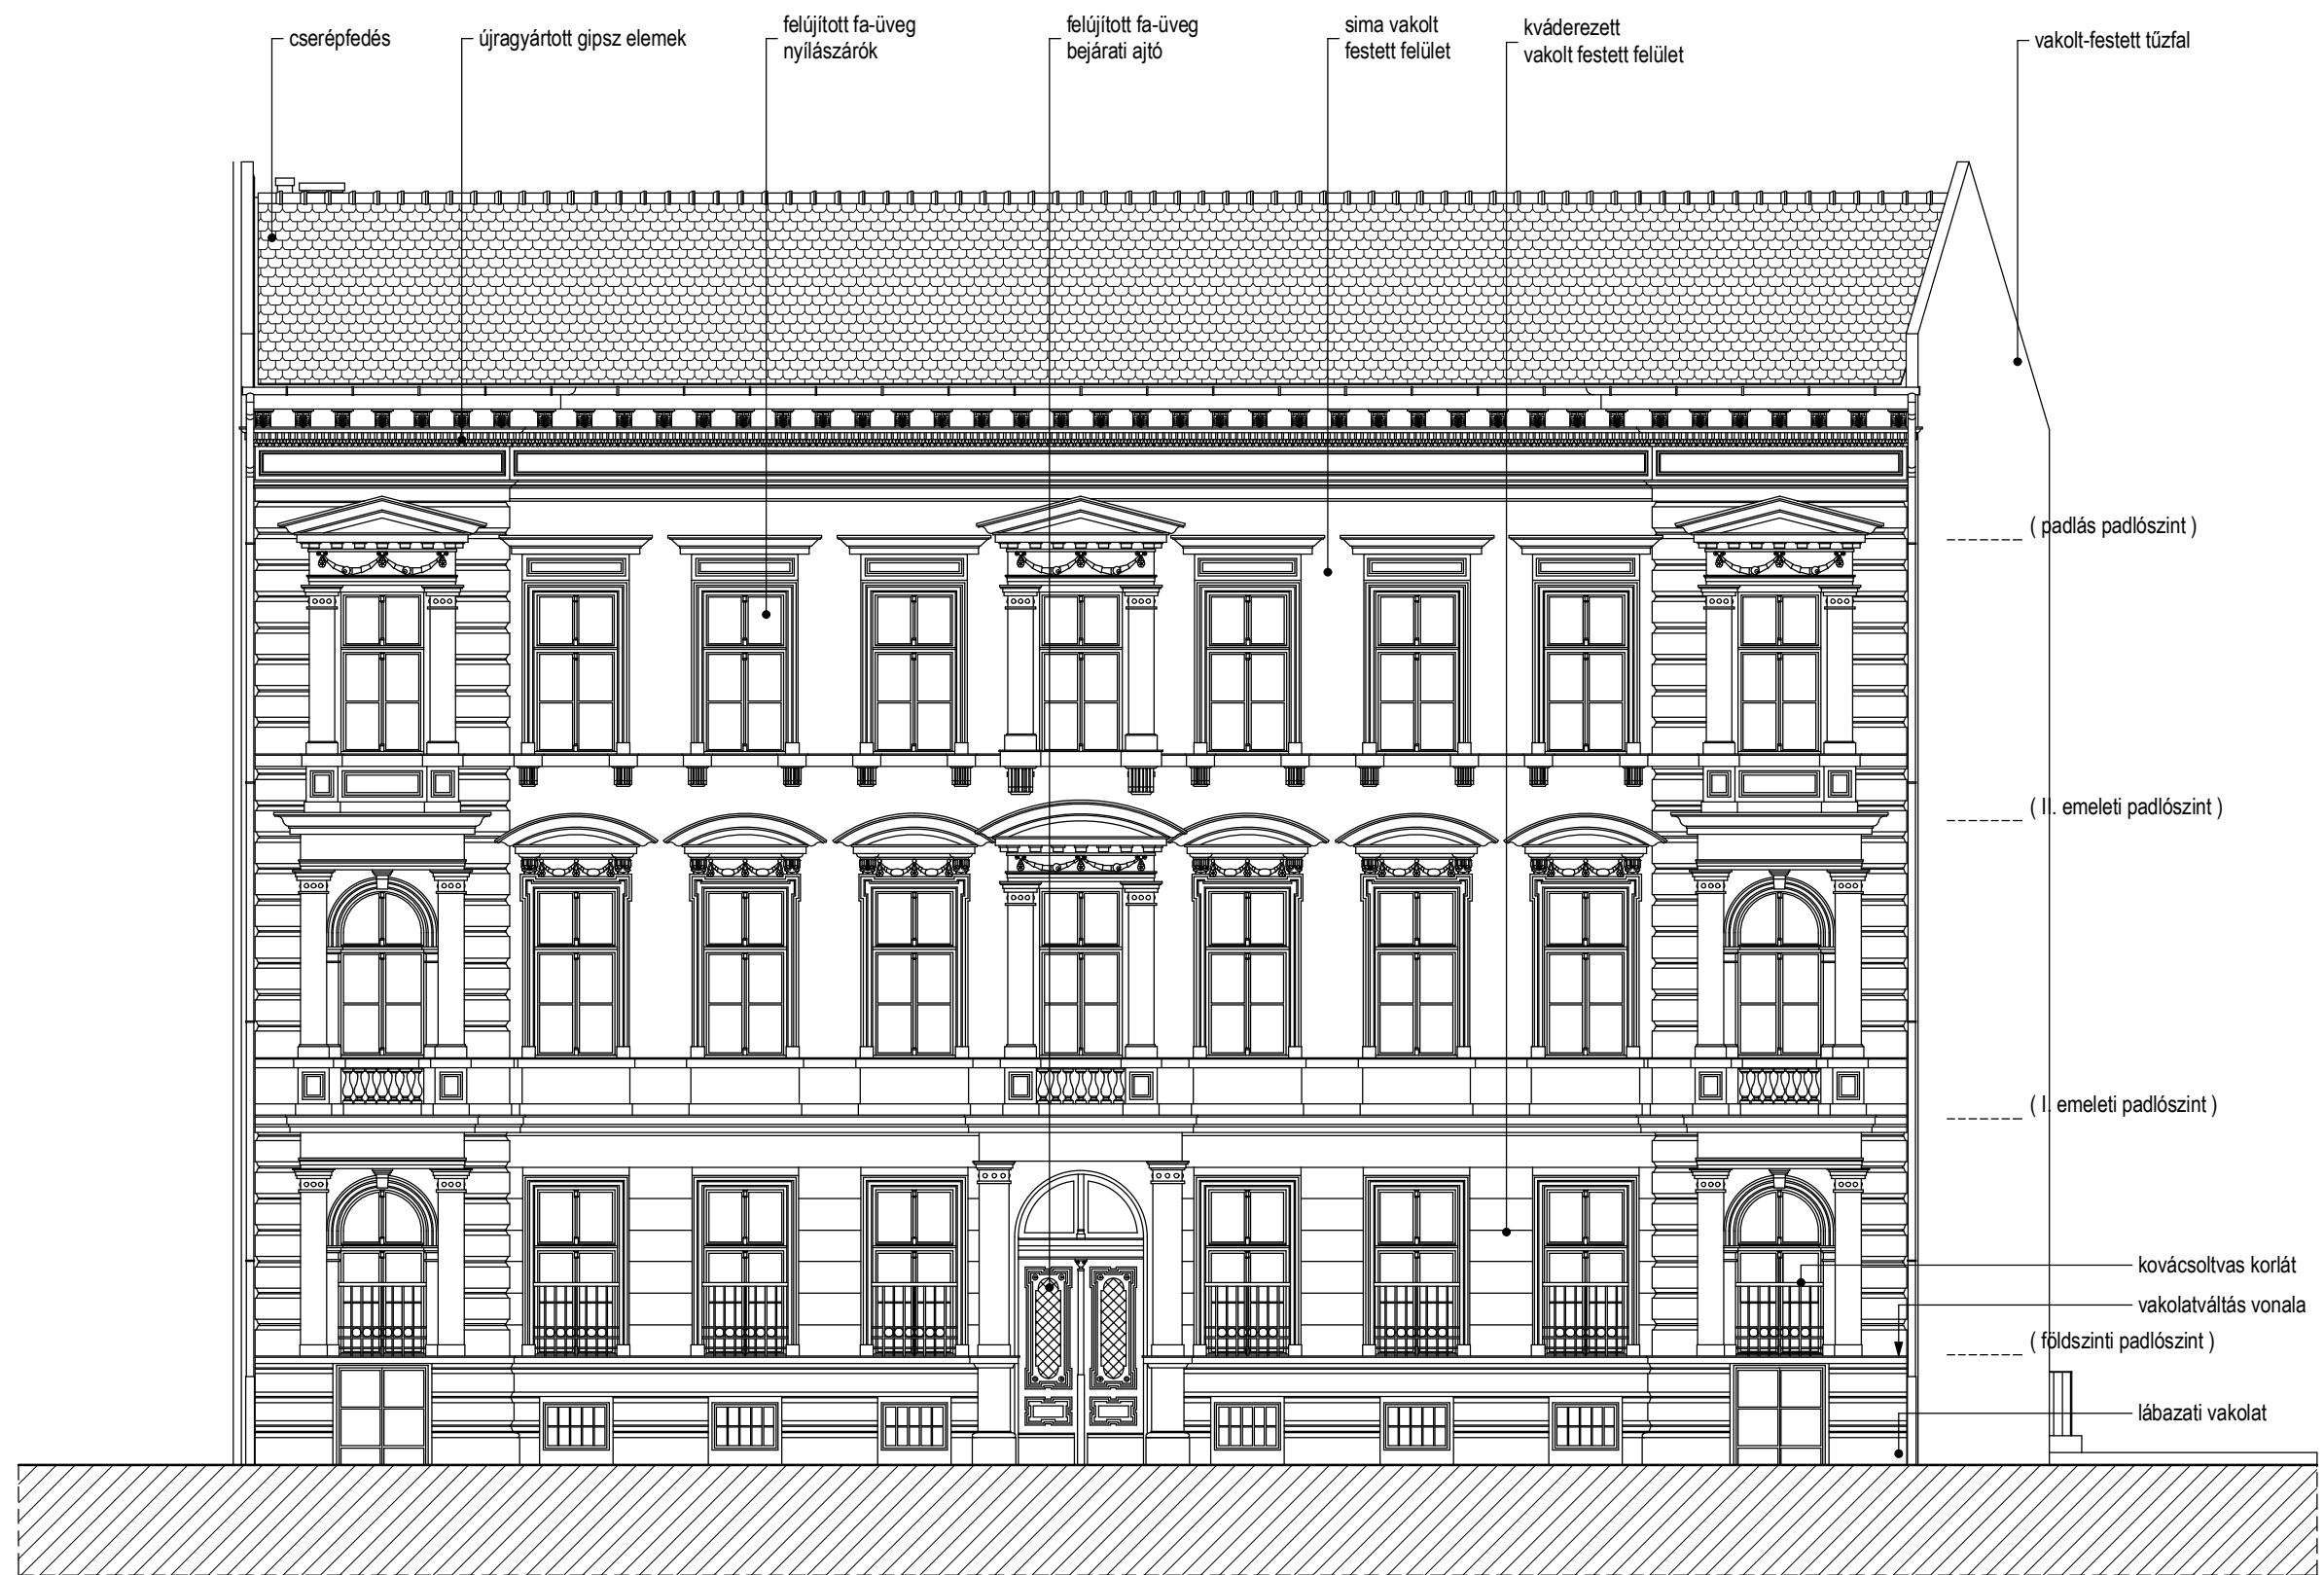 cserépfedés
újragyártott gipsz elemek
felújított fa-üveg
nyílászárók
felújított fa-üveg
bejárati ajtó
sima vakolt
festett felület
kváderezett
vakolt festett felület
vakolt-festett tűzfal
( padlás padlószint )
( II. emeleti padlószint )
( I. emeleti padlószint )
kovácsoltvas korlát
vakolatváltás vonala
( földszinti padlószint )
lábazati vakolat